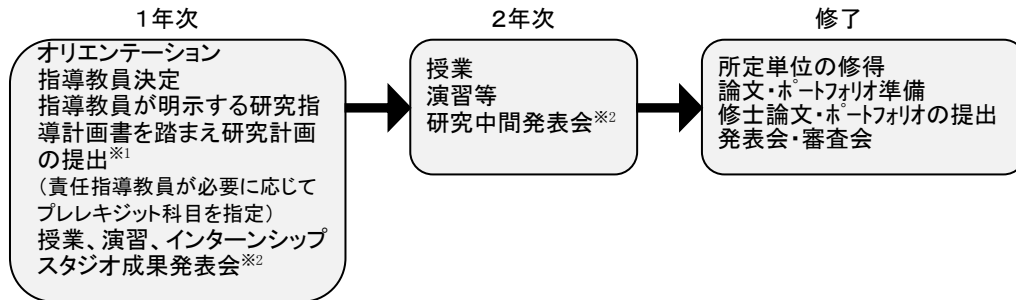 1年次
オリエンテーション
指導教員決定
指導教員が明示する研究指
導計画書を踏まえ研究計画
の提出※1
(責任指導教員が必要に応じて
プレレキジット科目を指定)
授業、演習、インターンシップ
スタジオ成果発表会※2
2年次
授業
演習等
研究中間発表会※2
修了
所定単位の修得
論文・ポートフォリオ準備
修士論文・ポートフォリオの提出
発表会・審査会